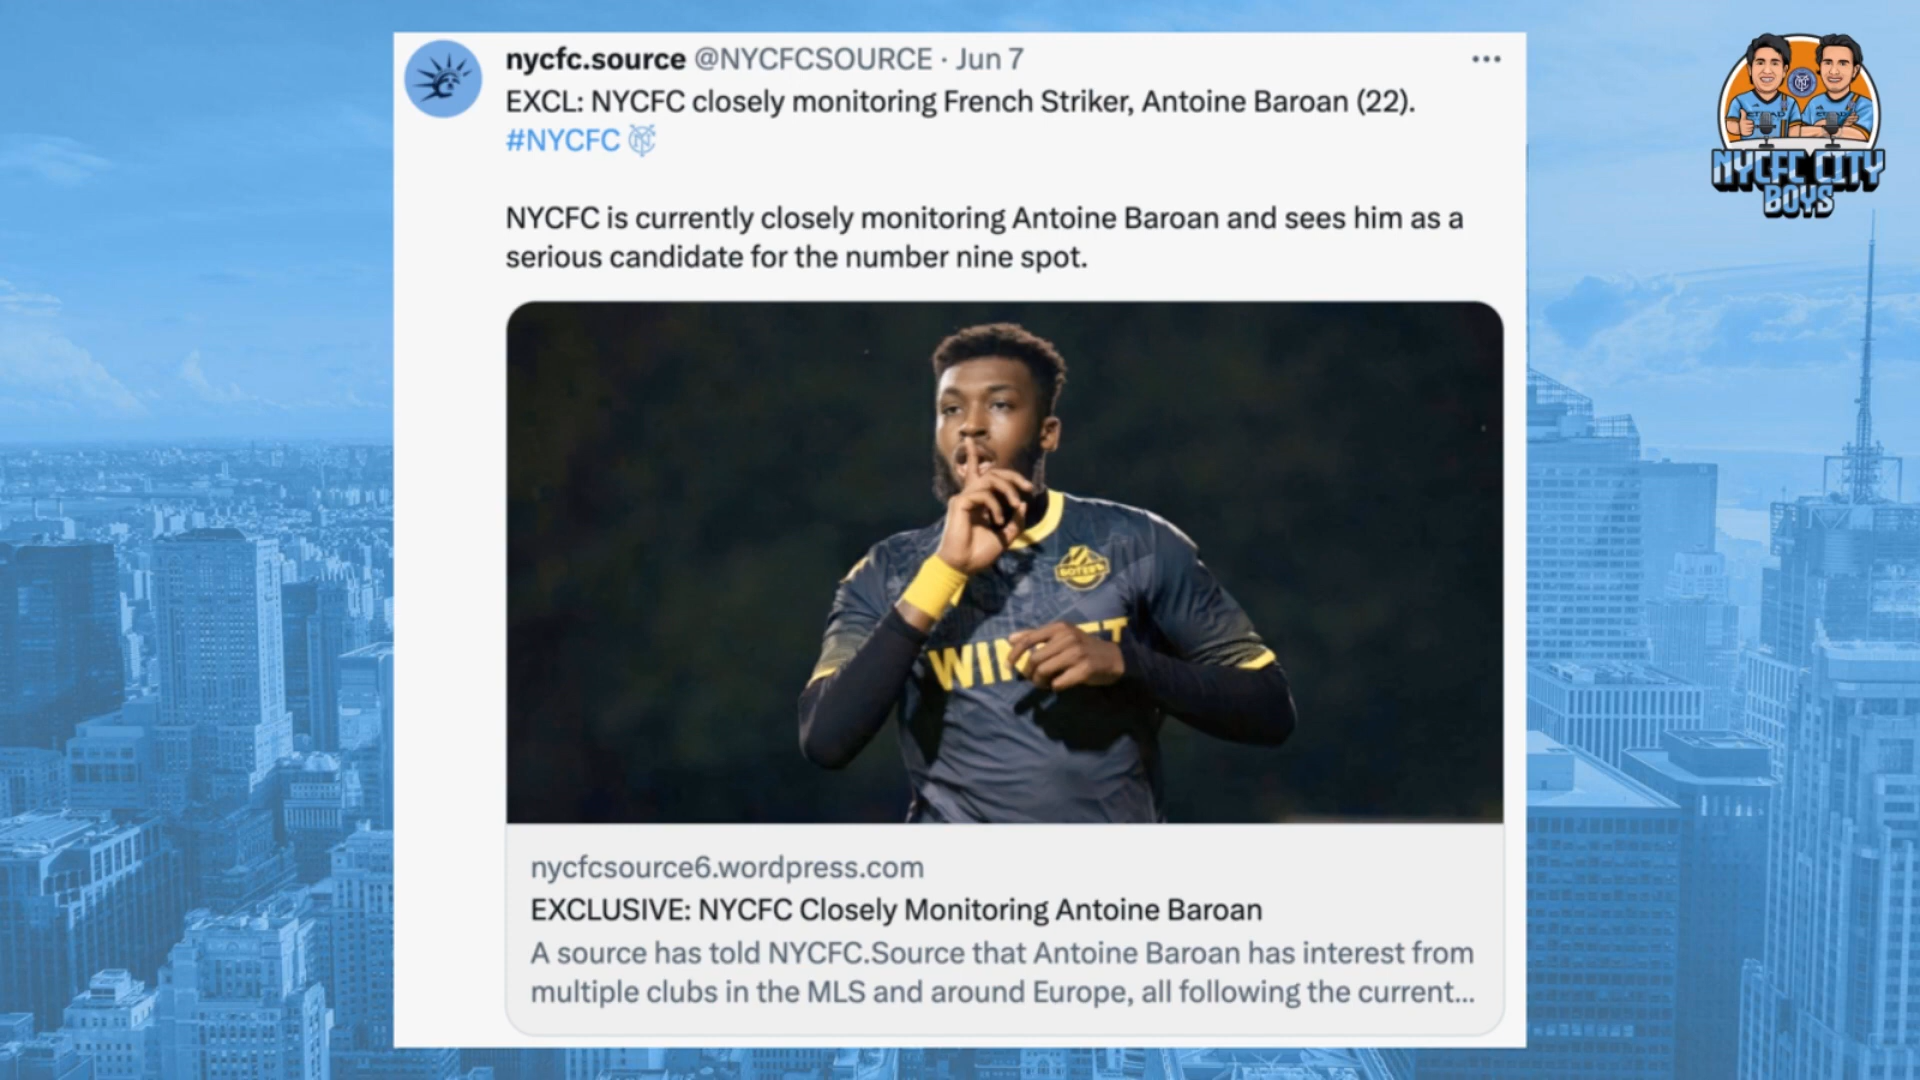 nycfc.source @NYCFCSOURCE · Jun 7
EXCL: NYCFC closely monitoring French Striker, Antoine Baroan (22).
#NYCFC
NYCFC is currently closely monitoring Antoine Baroan and sees him as a
serious candidate for the number nine spot.
BOTEV
nycfcsource6.wordpress.com
EXCLUSIVE: NYCFC Closely Monitoring Antoine Baroan
A source has told NYCFC.Source that Antoine Baroan has interest from
multiple clubs in the MLS and around Europe, all following the current...
NYCFC CITY
BOYS